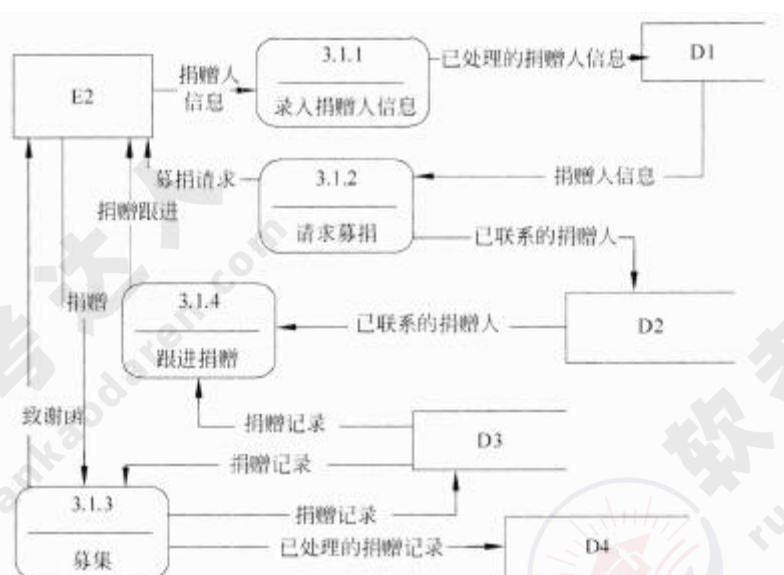 3.1.1
录入捐赠人信息
已处理的捐赠人信息
D1
E2
捐赠人
信息
募捐请求
3.1.2
请求募捐
捐赠人信息
捐赠跟进
已联系的捐赠人
捐赠
3.1.4
跟进捐赠
已联系的捐赠人
D2
致谢函
捐赠记录
D3
捐赠记录
3.1.3
募集
捐赠记录
已处理的捐赠记录
D4